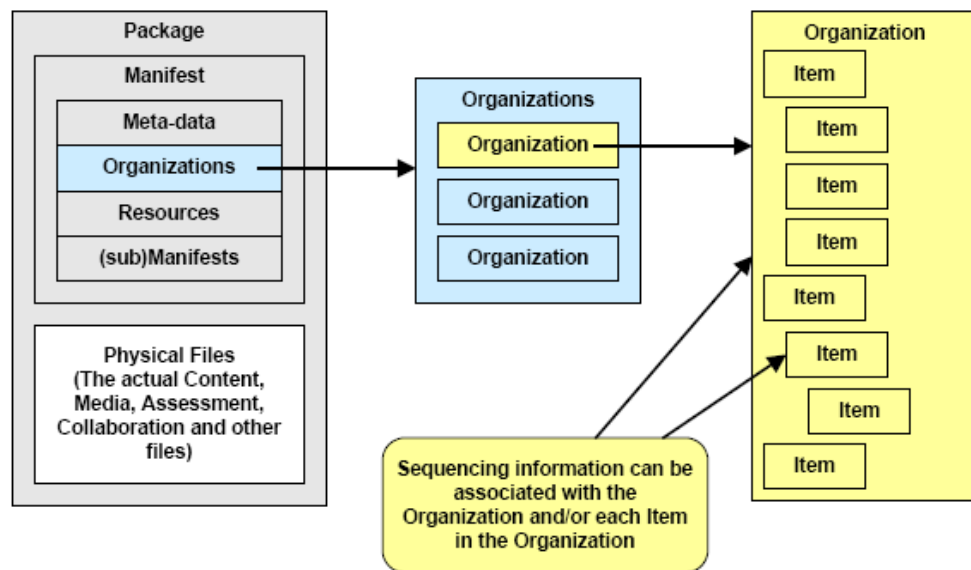 Package
Manifest
Meta-data
Organizations
Resources
(sub)Manifests
Physical Files
(The actual Content,
Media, Assessment,
Collaboration and other
files)
Organizations
Organization
Organization
Organization
Organization
Item
Item
Item
Item
Item
Item
Item
Item
Sequencing information can be
associated with the
Organization and/or each Item
in the Organization